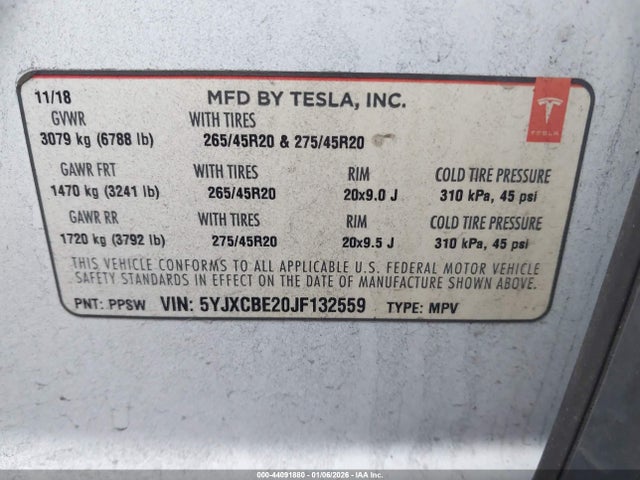 11/18 MFD BY TESLA, INC.
GVWR WITH TIRES
3079 kg (6788 lb) 265/45R20 & 275/45R20
TESLA
GAWR FRT WITH TIRES RIM COLD TIRE PRESSURE
1470 kg (3241 lb) 265/45R20 20x9.0 J 310 kPa, 45 psi
GAWR RR WITH TIRES RIM COLD TIRE PRESSURE
1720 kg (3792 lb) 275/45R20 20x9.5 J 310 kPa, 45 psi
THIS VEHICLE CONFORMS TO ALL APPLICABLE U.S. FEDERAL MOTOR VEHICLE
SAFETY STANDARDS IN EFFECT ON THE DATE OF MANUFACTURE SHOWN ABOVE.
PNT: PPSW VIN: 5YJXCBE20JF132559 TYPE: MPV
000-44091880 - 01/06/2026 - IAA Corp.